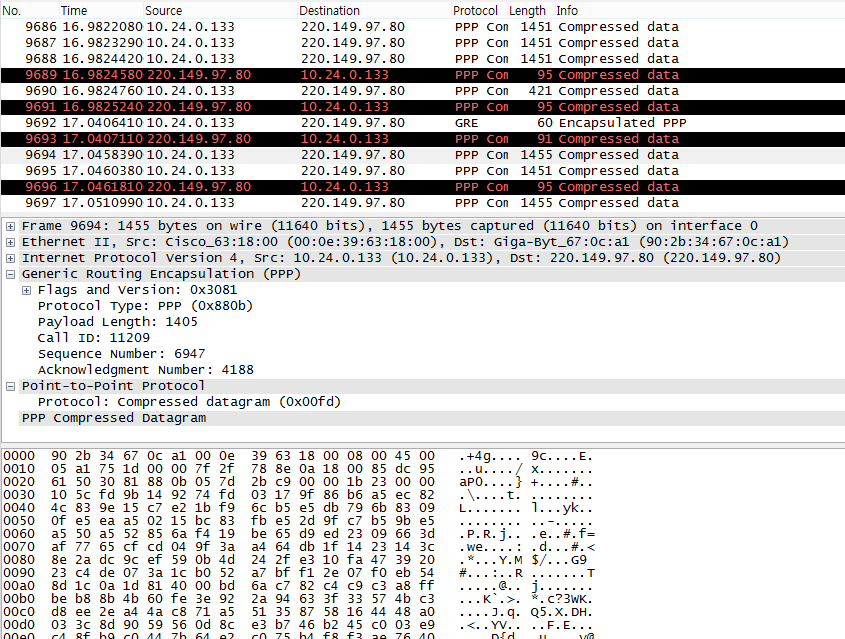 No. Time Source Destination Protocol Length Info
9686 16.9822080 10.24.0.133 220.149.97.80 PPP Con 1451 Compressed data
9687 16.9823290 10.24.0.133 220.149.97.80 PPP Con 1451 Compressed data
9688 16.9824420 10.24.0.133 220.149.97.80 PPP Con 1451 Compressed data
9689 16.9824580 220.149.97.80 10.24.0.133 PPP Con 95 Compressed data
9690 16.9824760 10.24.0.133 220.149.97.80 PPP Con 421 Compressed data
9691 16.9825240 220.149.97.80 10.24.0.133 PPP Con 95 Compressed data
9692 17.0406410 10.24.0.133 220.149.97.80 GRE 60 Encapsulated PPP
9693 17.0407110 220.149.97.80 10.24.0.133 PPP Con 91 Compressed data
9694 17.0458390 10.24.0.133 220.149.97.80 PPP Con 1455 Compressed data
9695 17.0460380 10.24.0.133 220.149.97.80 PPP Con 1455 Compressed data
9696 17.0461810 220.149.97.80 10.24.0.133 PPP Con 95 Compressed data
9697 17.0510990 10.24.0.133 220.149.97.80 PPP Con 1455 Compressed data
Frame 9694: 1455 bytes on wire (11640 bits), 1455 bytes captured (11640 bits) on interface 0
Ethernet II, Src: Cisco_63:18:00 (00:0e:39:63:18:00), Dst: Giga-Byt_67:0c:a1 (90:2b:34:67:0c:a1)
Internet Protocol Version 4, Src: 10.24.0.133 (10.24.0.133), Dst: 220.149.97.80 (220.149.97.80)
Generic Routing Encapsulation (PPP)
Flags and Version: 0x3081
Protocol Type: PPP (0x880b)
Payload Length: 1405
Call ID: 11209
Sequence Number: 6947
Acknowledgment Number: 4188
Point-to-Point Protocol
Protocol: Compressed datagram (0x00fd)
PPP Compressed Datagram
0000 90 2b 34 67 0c a1 00 0e 39 63 18 00 08 00 45 00 .+4g.... 9c....E.
0010 05 a1 75 1d 00 00 7f 2f 78 8e 0a 18 00 85 dc 95 ..u..../ x.......
0020 61 50 30 81 88 0b 05 7d 2b c9 00 00 1b 23 00 00 aP0....} +....#..
0030 10 5c fd 9b 14 92 74 fd 03 17 9f 86 b6 a5 ec 82 .\....t. ........
0040 4c 83 9e 15 c7 e2 1b f9 6c b5 e5 db 79 6b 83 09 L....... l...yk..
0050 0f e5 ea a5 02 15 bc 83 fb e5 2d 9f c7 b5 9b e5 ........ ..-.....
0060 a5 50 a5 52 85 6a f4 19 be 65 d9 ed 23 09 66 3d .P.R.j.. .e..#.f=
0070 af 77 65 cf cd 04 9f 3a a4 64 db 1f 14 23 14 3c .we....: .d...#.<
0080 8e 2a dc 9c ef 59 0b 4d 24 2f e3 10 fa 47 39 20 .*...Y.M $/...G9
0090 23 c4 de 07 3a 1c b0 52 a7 bf f1 2e 07 f0 eb 54 #...:..R .......T
00a0 8d 1c 0a 1d 81 40 00 bd 6a c7 82 c4 c9 c3 a8 ff .....@.. j.......
00b0 be b8 8b 4b 60 fe 3e 92 2a 94 63 3f 33 57 4b c3 ...K`.>. *.c?3WK.
00c0 d8 ee 2e a4 4a c8 71 a5 51 35 87 58 16 44 48 a0 ....J.q. Q5.X.DH.
00d0 03 3c 8d 90 59 56 0d 8c e3 b7 46 b2 45 c0 03 e9 .<..YV.. ..F.E...